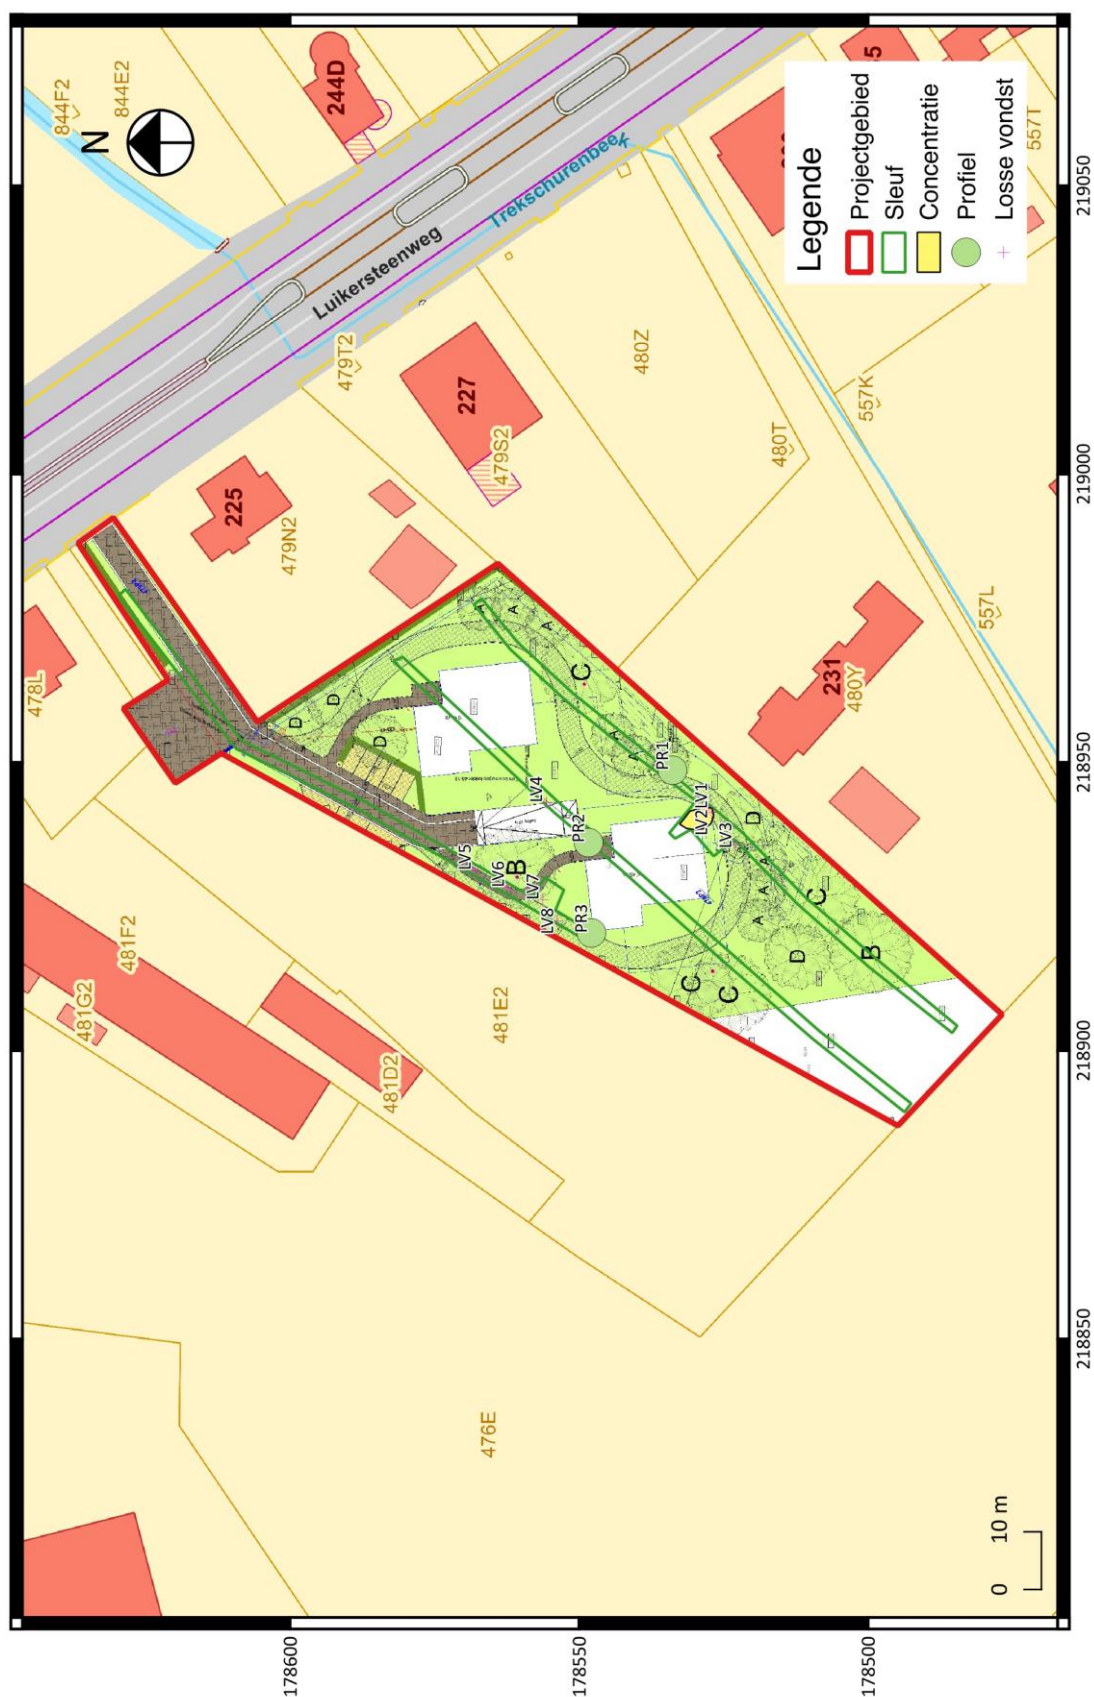 N
844F2
844E2
244D
Luikersteenweg
Trekschurenbeek
479T2
227
479S2
480Z
480T
557K
557L
557T
225
479N2
478L
231
480Y
481F2
481G2
481D2
481E2
476E
D
D
D
A
A
A
C
A
A
PR1
LV4
PR2
LV2LV1
LV3
D
LV5
LV6
B
LV7
LV8
PR3
A
A
A
C
D
B
C
C
Legende
Projectgebied
Sleuf
Concentratie
Profiel
Losse vondst
0 10 m
218850
218900
218950
219000
219050
178600
178550
178500